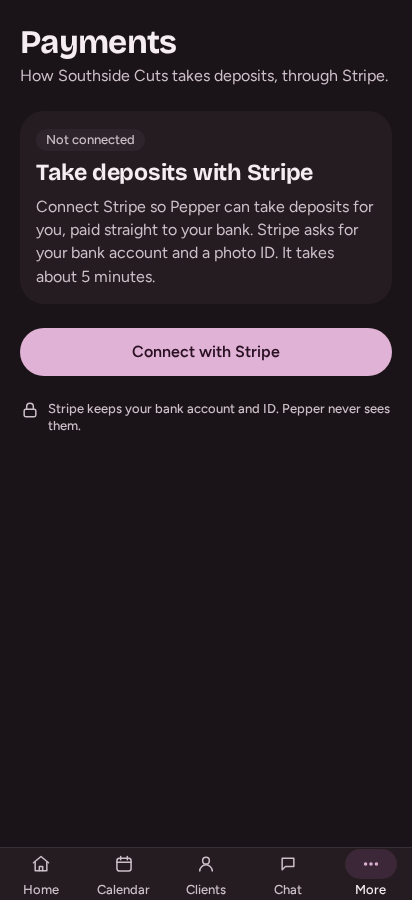 Payments
How Southside Cuts takes deposits, through Stripe.
Not connected
Take deposits with Stripe
Connect Stripe so Pepper can take deposits for
you, paid straight to your bank. Stripe asks for
your bank account and a photo ID. It takes
about 5 minutes.
Connect with Stripe
Stripe keeps your bank account and ID. Pepper never sees
them.
Home
Calendar
Clients
Chat
More